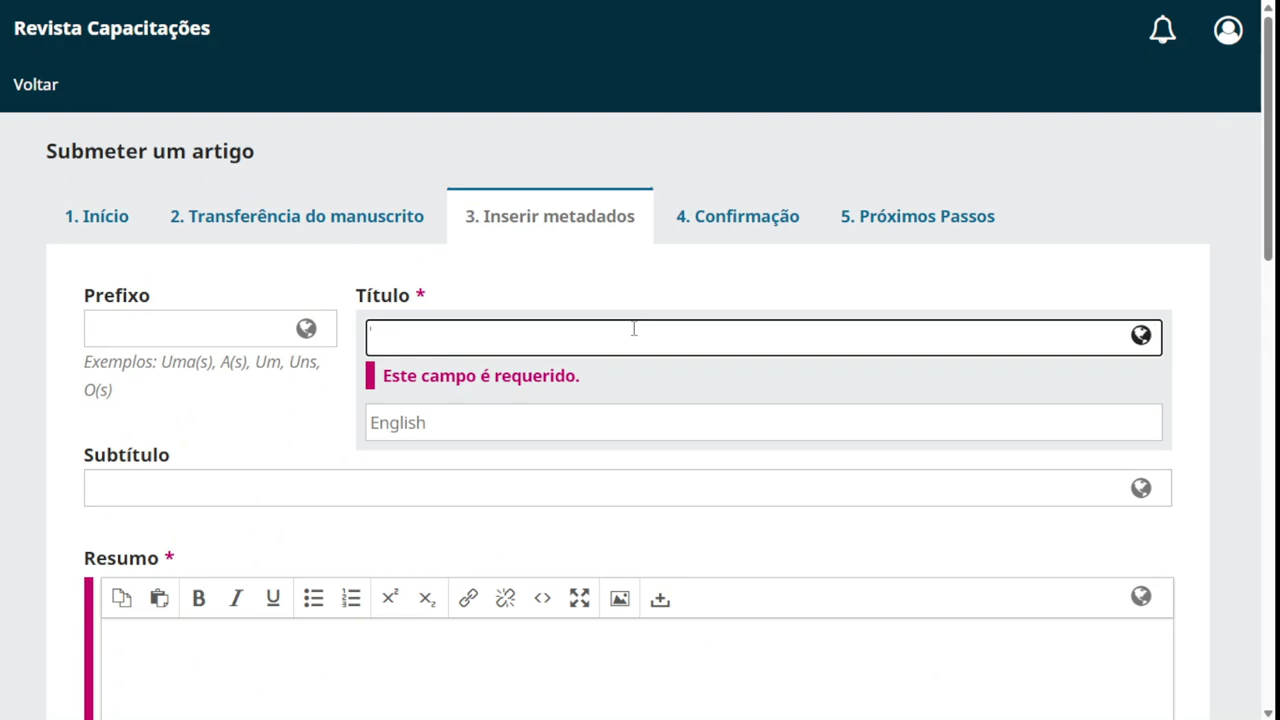 Revista Capacitações
Voltar
Submeter um artigo
1. Início
2. Transferência do manuscrito
3. Inserir metadados
4. Confirmação
5. Próximos Passos
Prefixo
Título *
Exemplos: Uma(s), A(s), Um, Uns,
O(s)
Este campo é requerido.
English
Subtítulo
Resumo *